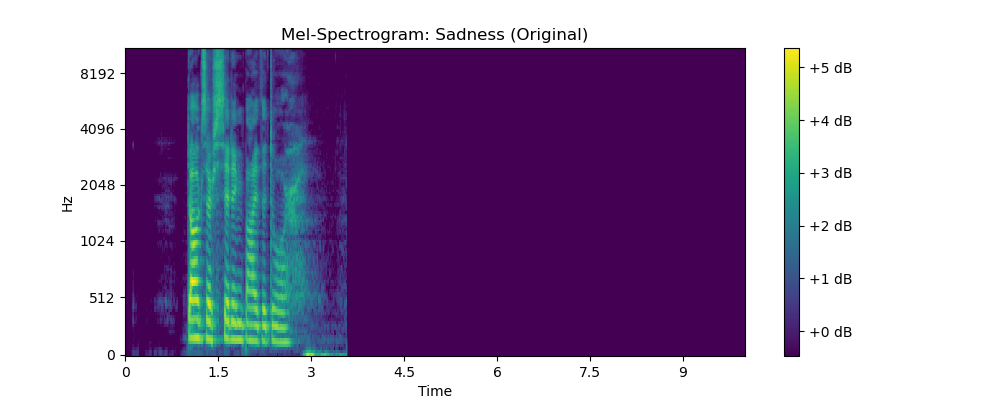 Mel-Spectrogram: Sadness (Original)
8192
4096
2048
1024
512
0
Hz
0
1.5
3
4.5
6
7.5
9
Time
+5 dB
+4 dB
+3 dB
+2 dB
+1 dB
+0 dB